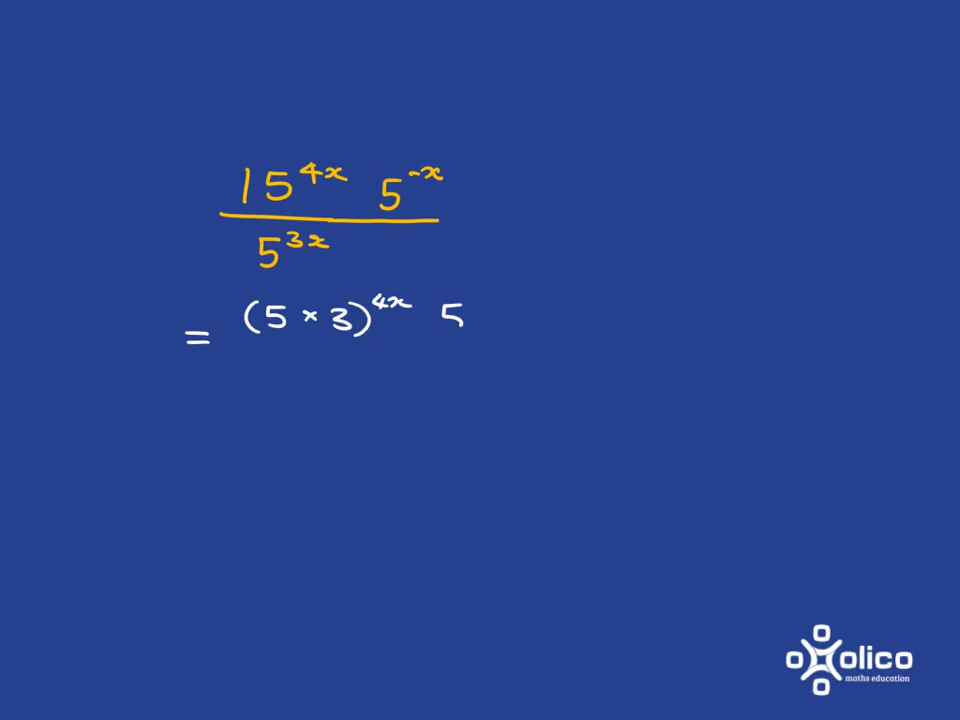 15^{4x} 5^{-x}
5^{3x}
= (5 × 3)^{4x} 5
olico
maths education